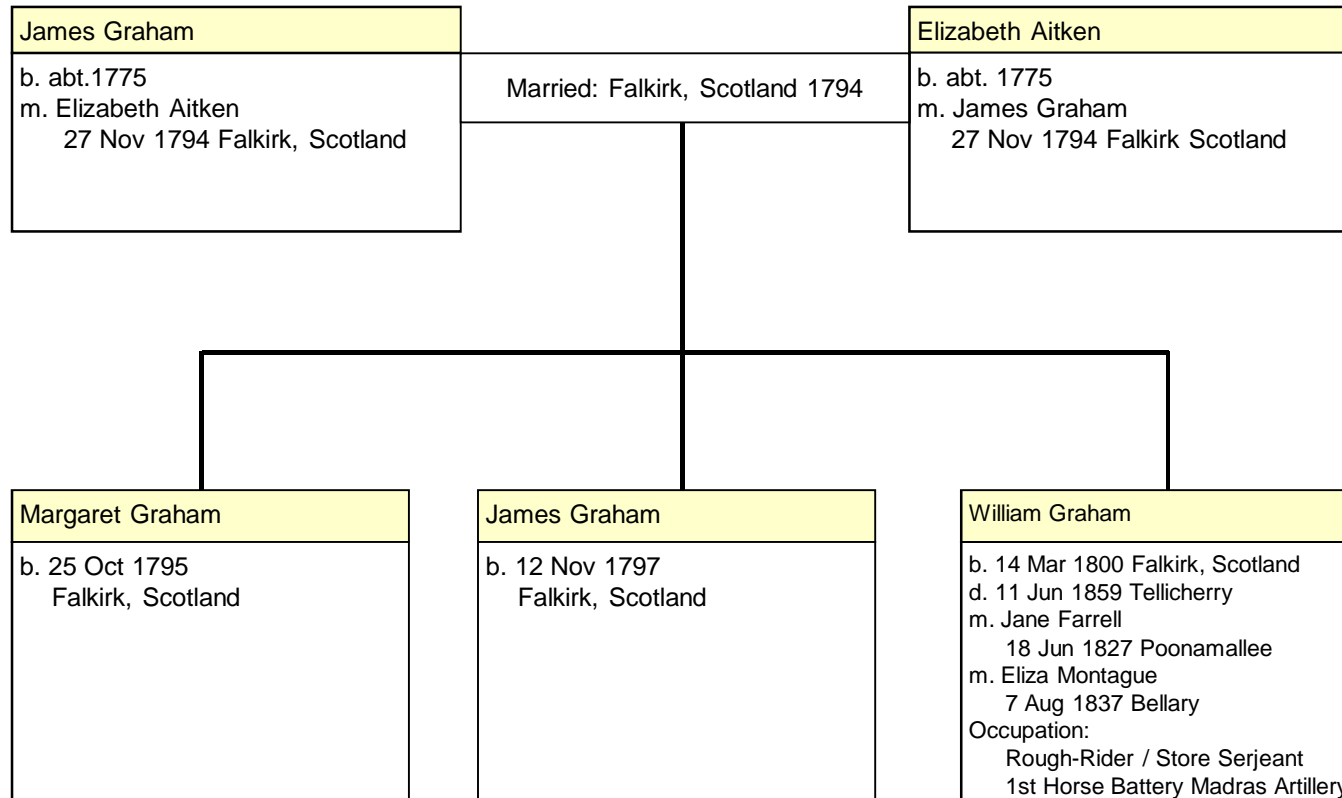 James Graham
b. abt.1775
m. Elizabeth Aitken
27 Nov 1794 Falkirk, Scotland
Married: Falkirk, Scotland 1794
Elizabeth Aitken
b. abt. 1775
m. James Graham
27 Nov 1794 Falkirk Scotland
Margaret Graham
b. 25 Oct 1795
Falkirk, Scotland
James Graham
b. 12 Nov 1797
Falkirk, Scotland
William Graham
b. 14 Mar 1800 Falkirk, Scotland
d. 11 Jun 1859 Tellicherry
m. Jane Farrell
18 Jun 1827 Poonamallee
m. Eliza Montague
7 Aug 1837 Bellary
Occupation:
Rough-Rider / Store Serjeant
1st Horse Battery Madras Artillery